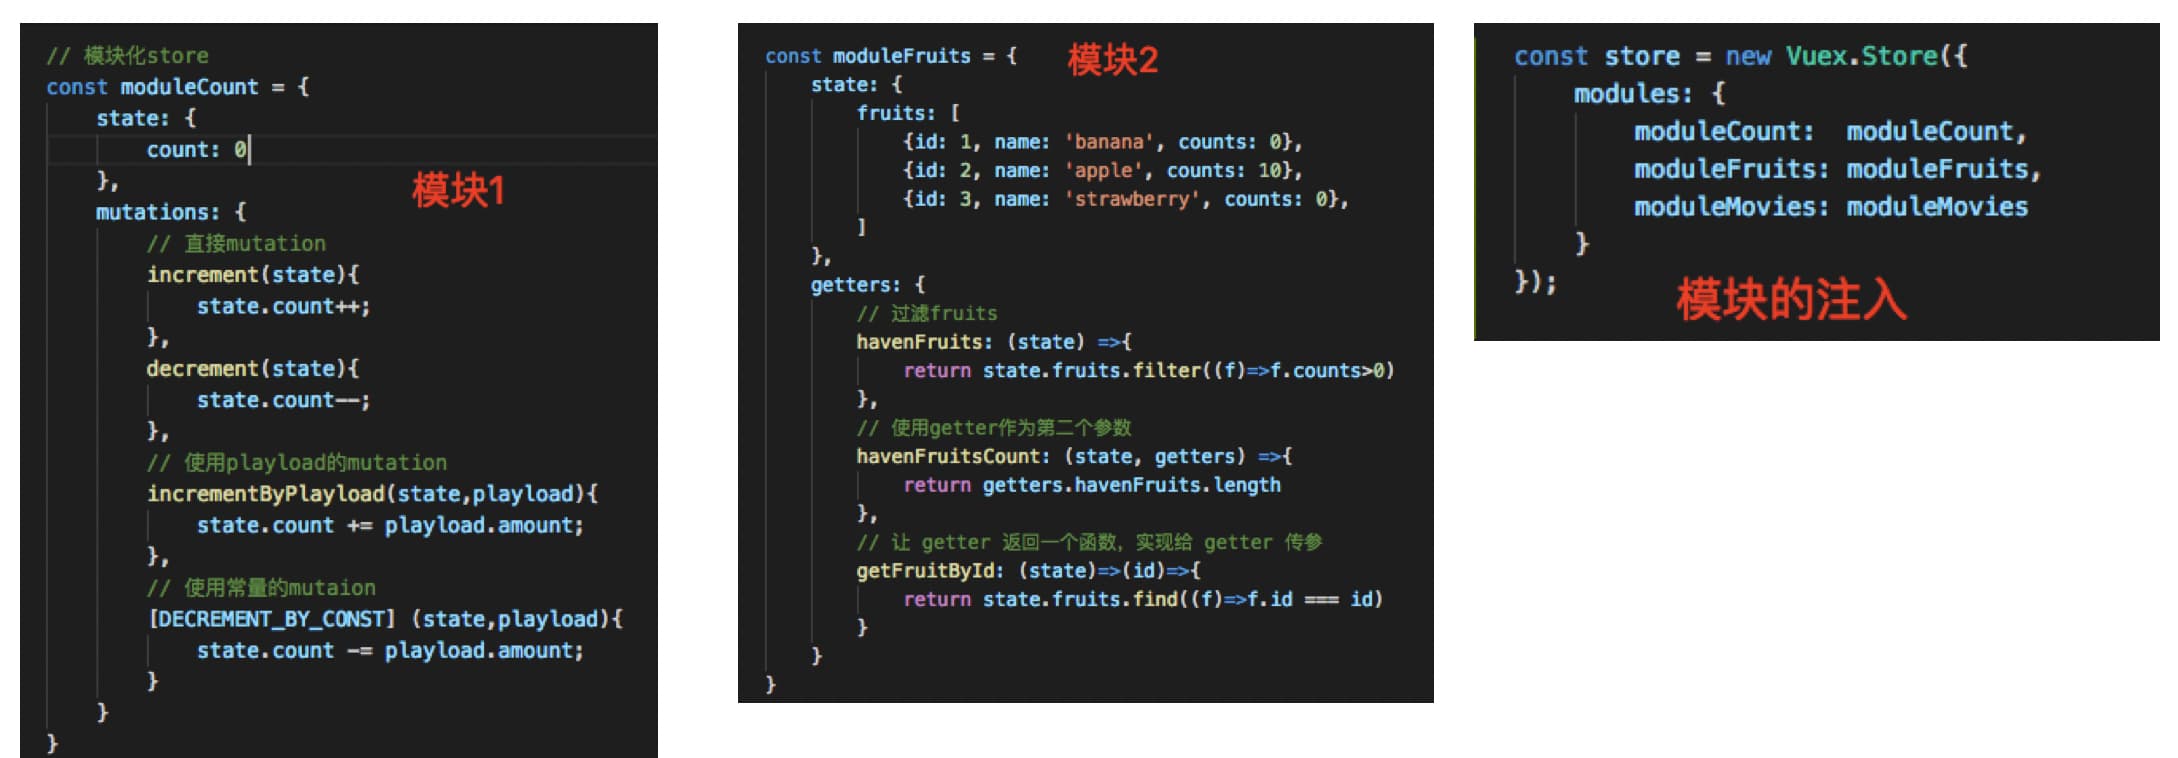 // 模块化store
const moduleCount = {
state: {
count: 0
},
模块1
mutations: {
// 直接mutation
increment(state){
state.count++;
},
decrement(state){
state.count--;
},
// 使用playload的mutation
incrementByPlayload(state,playload){
state.count += playload.amount;
},
// 使用常量的mutaion
[DECREMENT_BY_CONST] (state,playload){
state.count -= playload.amount;
}
}
}
const moduleFruits = {
模块2
state: {
fruits: [
{id: 1, name: 'banana', counts: 0},
{id: 2, name: 'apple', counts: 10},
{id: 3, name: 'strawberry', counts: 0},
]
},
getters: {
// 过滤fruits
havenFruits: (state) =>{
return state.fruits.filter((f)=>f.counts>0)
},
// 使用getter作为第二个参数
havenFruitsCount: (state, getters) =>{
return getters.havenFruits.length
},
// 让 getter 返回一个函数，实现给 getter 传参
getFruitById: (state)=>(id)=>{
return state.fruits.find((f)=>f.id === id)
}
}
}
const store = new Vuex.Store({
modules: {
moduleCount: moduleCount,
moduleFruits: moduleFruits,
moduleMovies: moduleMovies
}
});
模块的注入